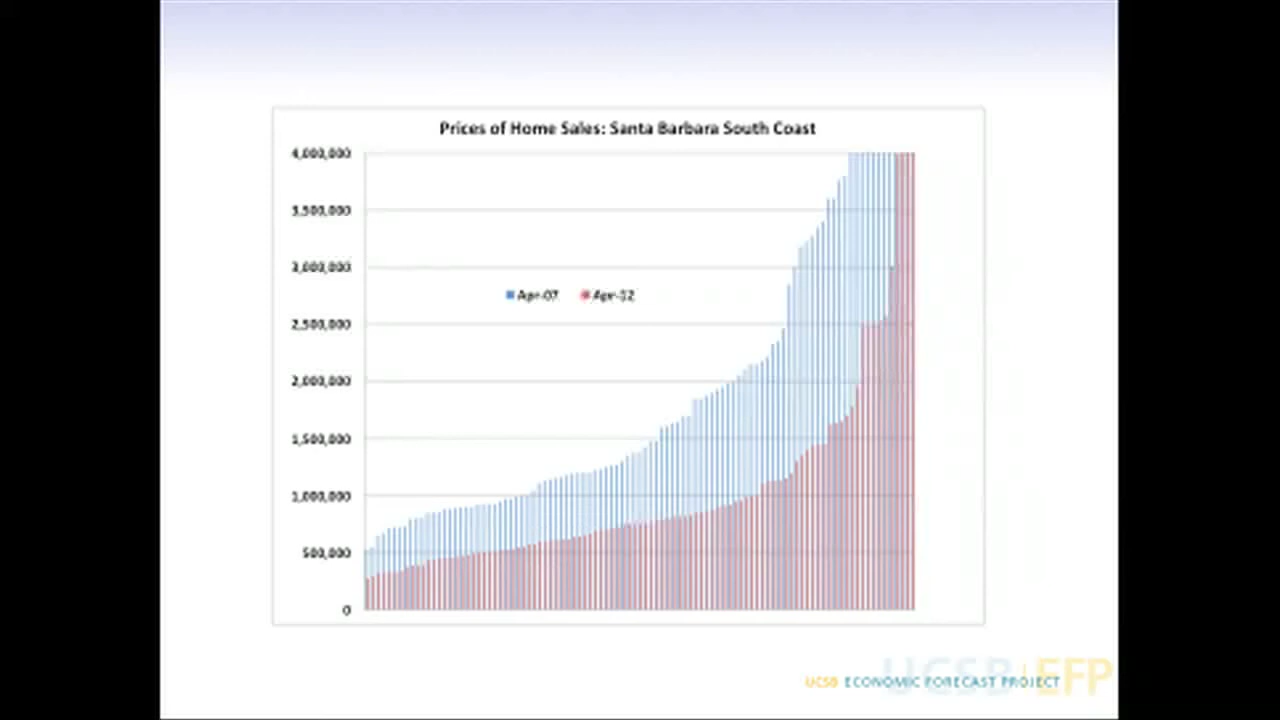 Prices of Home Sales: Santa Barbara South Coast
4,000,000
3,500,000
3,000,000
Apr-07 Apr-12
2,500,000
2,000,000
1,500,000
1,000,000
500,000
0
UCSB EFP
UCSB ECONOMIC FORECAST PROJECT